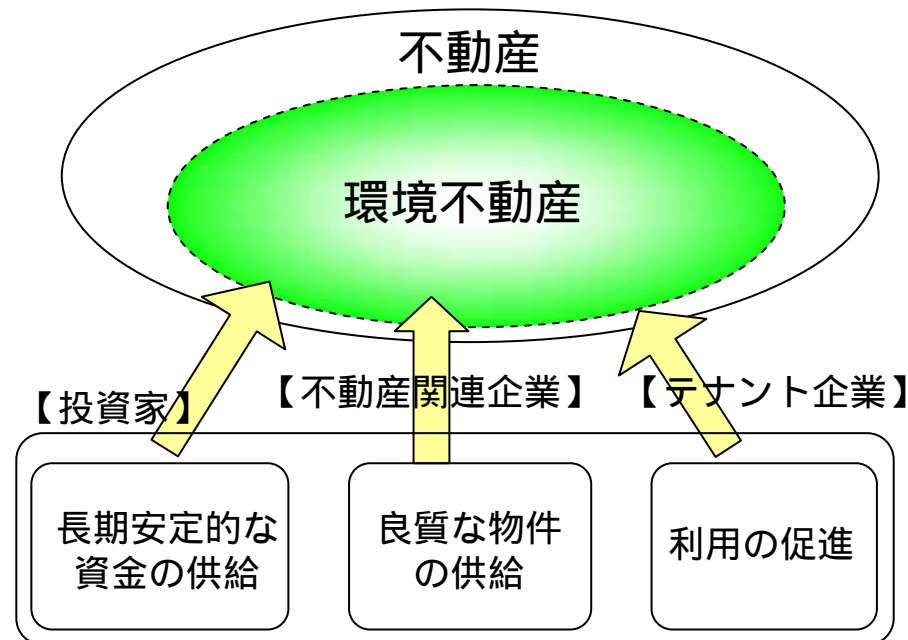 不動産
環境不動産
【投資家】
【不動産関連企業】
【テナント企業】
長期安定的な
資金の供給
良質な物件
の供給
利用の促進